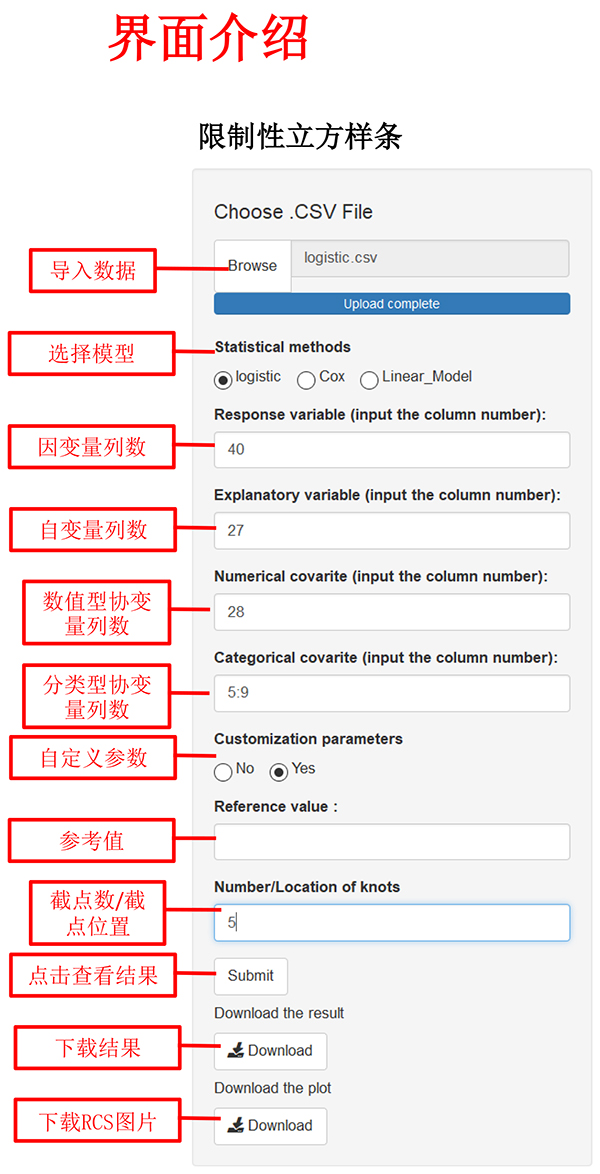 界面介绍
限制性立方样条
Choose .CSV File
导入数据
Browse
logistic.csv
Upload complete
选择模型
Statistical methods
logistic
Cox
Linear_Model
Response variable (input the column number):
因变量列数
40
Explanatory variable (input the column number):
自变量列数
27
Numerical covarite (input the column number):
数值型协变
量列数
28
Categorical covarite (input the column number):
分类型协变
量列数
5:9
Customization parameters
自定义参数
No
Yes
Reference value :
参考值
Number/Location of knots
截点数/截
点位置
5
点击查看结果
Submit
Download the result
下载结果
Download
Download the plot
下载RCS图片
Download